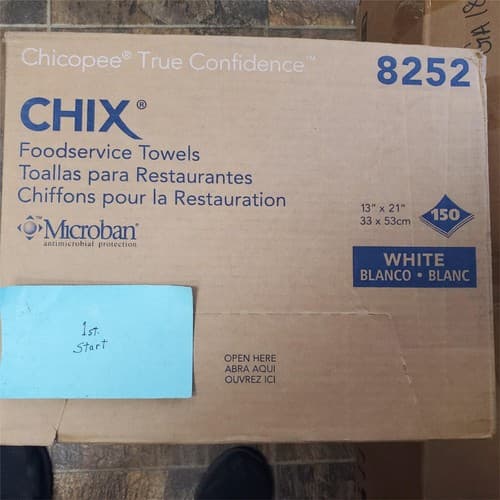 Chicopee® True Confidence™
8252
CHIX®
Foodservice Towels
Toallas para Restaurantes
Chiffons pour la Restauration
13" x 21"
33 x 53cm
150
Microban®
antimicrobial protection
WHITE
BLANCO • BLANC
1st.
Start
OPEN HERE
ABRA AQUI
OUVREZ ICI